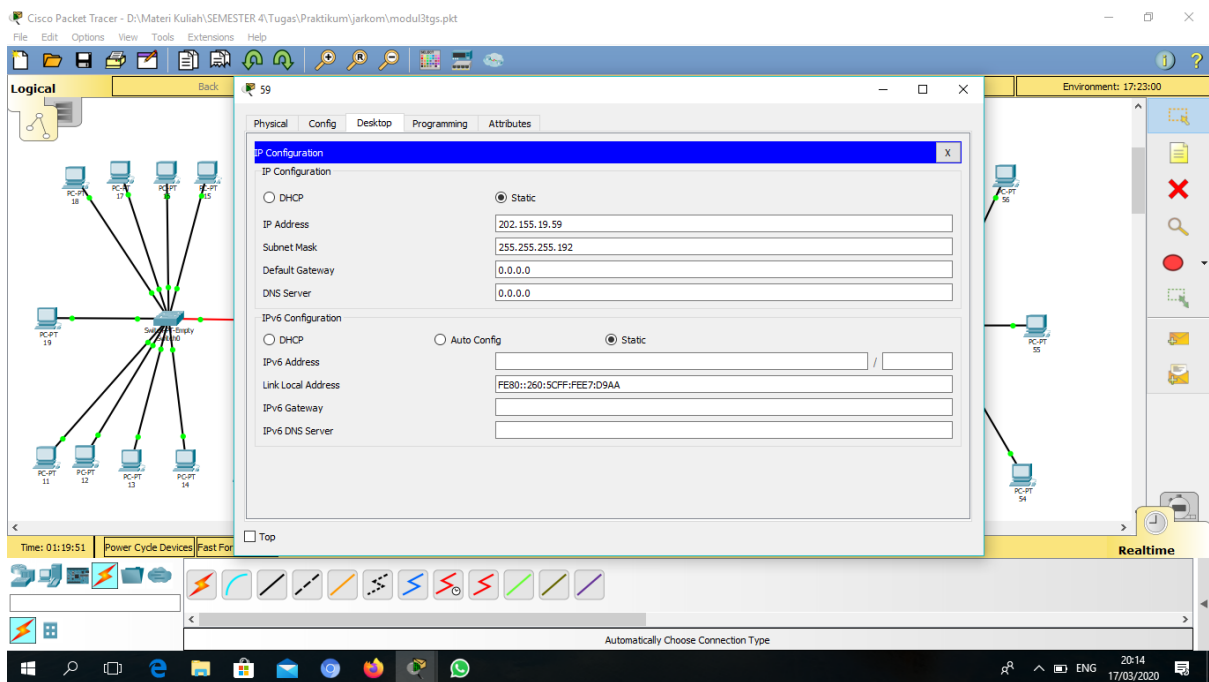 Cisco Packet Tracer - D:\Materi Kuliah\SEMESTER 4\Tugas\Praktikum\jarkom\modul3tgs.pkt
File Edit Options View Tools Extensions Help
Logical
Back
Environment: 17:23:00
59
Physical Config Desktop Programming Attributes
IP Configuration
X
IP Configuration
DHCP
Static
IP Address
202.155.19.59
Subnet Mask
255.255.255.192
Default Gateway
0.0.0.0
DNS Server
0.0.0.0
IPv6 Configuration
DHCP
Auto Config
Static
IPv6 Address
/
Link Local Address
FE80::260:5CFF:FEE7:D9AA
IPv6 Gateway
IPv6 DNS Server
Top
PC-PT
18
PC-PT
17
PC-PT
PC-PT
15
PC-PT
19
PC-PT
11
PC-PT
12
PC-PT
13
PC-PT
14
PC-PT
56
PC-PT
55
PC-PT
54
Time: 01:19:51
Power Cycle Devices
Fast For
Realtime
Automatically Choose Connection Type
ENG
20:14
17/03/2020